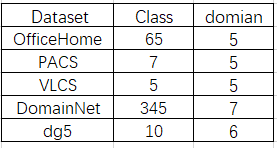 Dataset Class domian
OfficeHome 65 5
PACS 7 5
VLCS 5 5
DomainNet 345 7
dg5 10 6